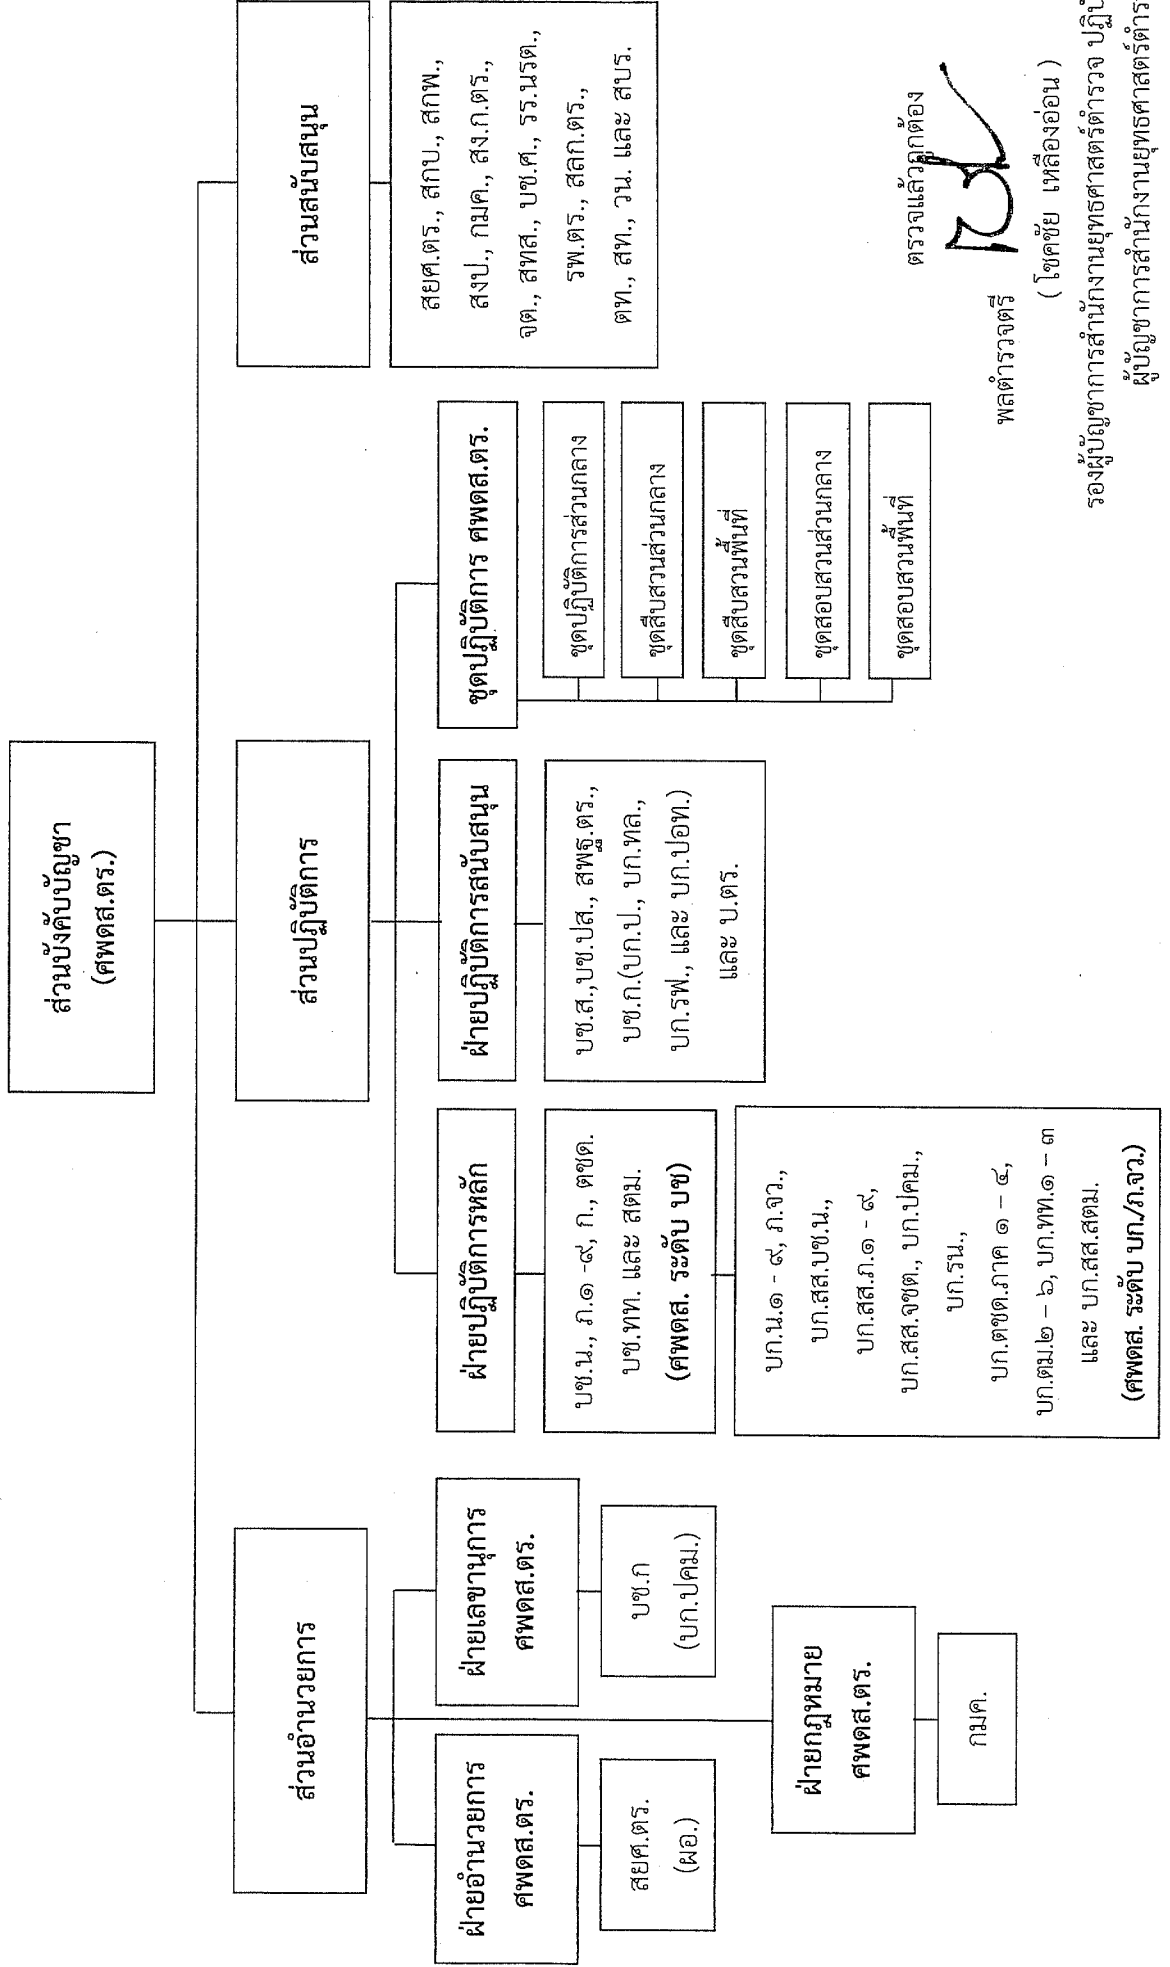 ส่วนบังคับบัญชา
(ศพดส.ตร.)
ส่วนอำนวยการ
ส่วนปฏิบัติการ
ส่วนสนับสนุน
ฝ่ายอำนวยการ
ศพดส.ตร.
สยศ.ตร.
(ผอ.)
ฝ่ายเลขานุการ
ศพดส.ตร.
บช.ก
(บก.ปคม.)
ฝ่ายกฎหมาย
ศพดส.ตร.
กมค.
ฝ่ายปฏิบัติการหลัก
บช.น., ภ.๑ -๙, ก., ตชด.
บช.ทท. และ สตม.
(ศพดส. ระดับ บช)
บก.น.๑ - ๙, ภ.จว.,
บก.สส.บช.น.,
บก.สส.ภ.๑ - ๙,
บก.สส.จชต., บก.ปคม.,
บก.รน.,
บก.ตชด.ภาค ๑ – ๔,
บก.ตม.๒ – ๖, บก.ทท.๑ – ๓
และ บก.สส.สตม.
(ศพดส. ระดับ บก./ภ.จว.)
ฝ่ายปฏิบัติการสนับสนุน
บช.ส.,บช.ปส., สพฐ.ตร.,
บช.ก.(บก.ป., บก.ทล.,
บก.รฟ., และ บก.ปอท.)
และ บ.ตร.
ชุดปฏิบัติการ ศพดส.ตร.
ชุดปฏิบัติการส่วนกลาง
ชุดสืบสวนส่วนกลาง
ชุดสืบสวนพื้นที่
ชุดสอบสวนส่วนกลาง
ชุดสอบสวนพื้นที่
สยศ.ตร., สกบ., สกพ.,
สงป., กมค., สง.ก.ตร.,
จต., สทส., บช.ศ., รร.นรต.,
รพ.ตร., สลก.ตร.,
ตท., สท., วน. และ สบร.
ตรวจแล้วถูกต้อง
พลตำรวจตรี
( โชคชัย เหลืองอ่อน )
รองผู้บัญชาการสำนักงานยุทธศาสตร์ตำรวจ
ผู้บัญชาการสำนักงานยุทธศาสตร์ตำรว